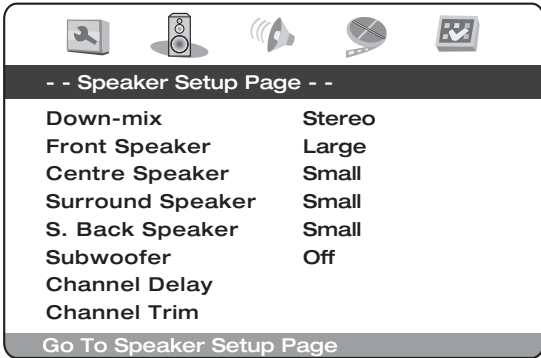 - - Speaker Setup Page - -
Down-mix Stereo
Front Speaker Large
Centre Speaker Small
Surround Speaker Small
S. Back Speaker Small
Subwoofer Off
Channel Delay
Channel Trim
Go To Speaker Setup Page